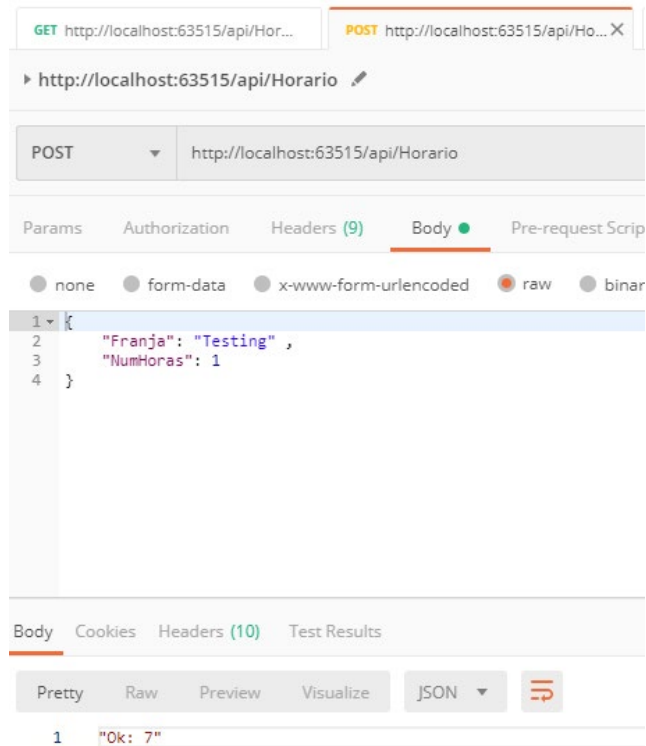 GET http://localhost:63515/api/Hor... POST http://localhost:63515/api/Ho...
http://localhost:63515/api/Horario
POST http://localhost:63515/api/Horario
Params Authorization Headers (9) Body Pre-request Scrip
none form-data x-www-form-urlencoded raw binar
1 {
2 "Franja": "Testing" ,
3 "NumHoras": 1
4 }
Body Cookies Headers (10) Test Results
Pretty Raw Preview Visualize JSON
1 "Ok: 7"